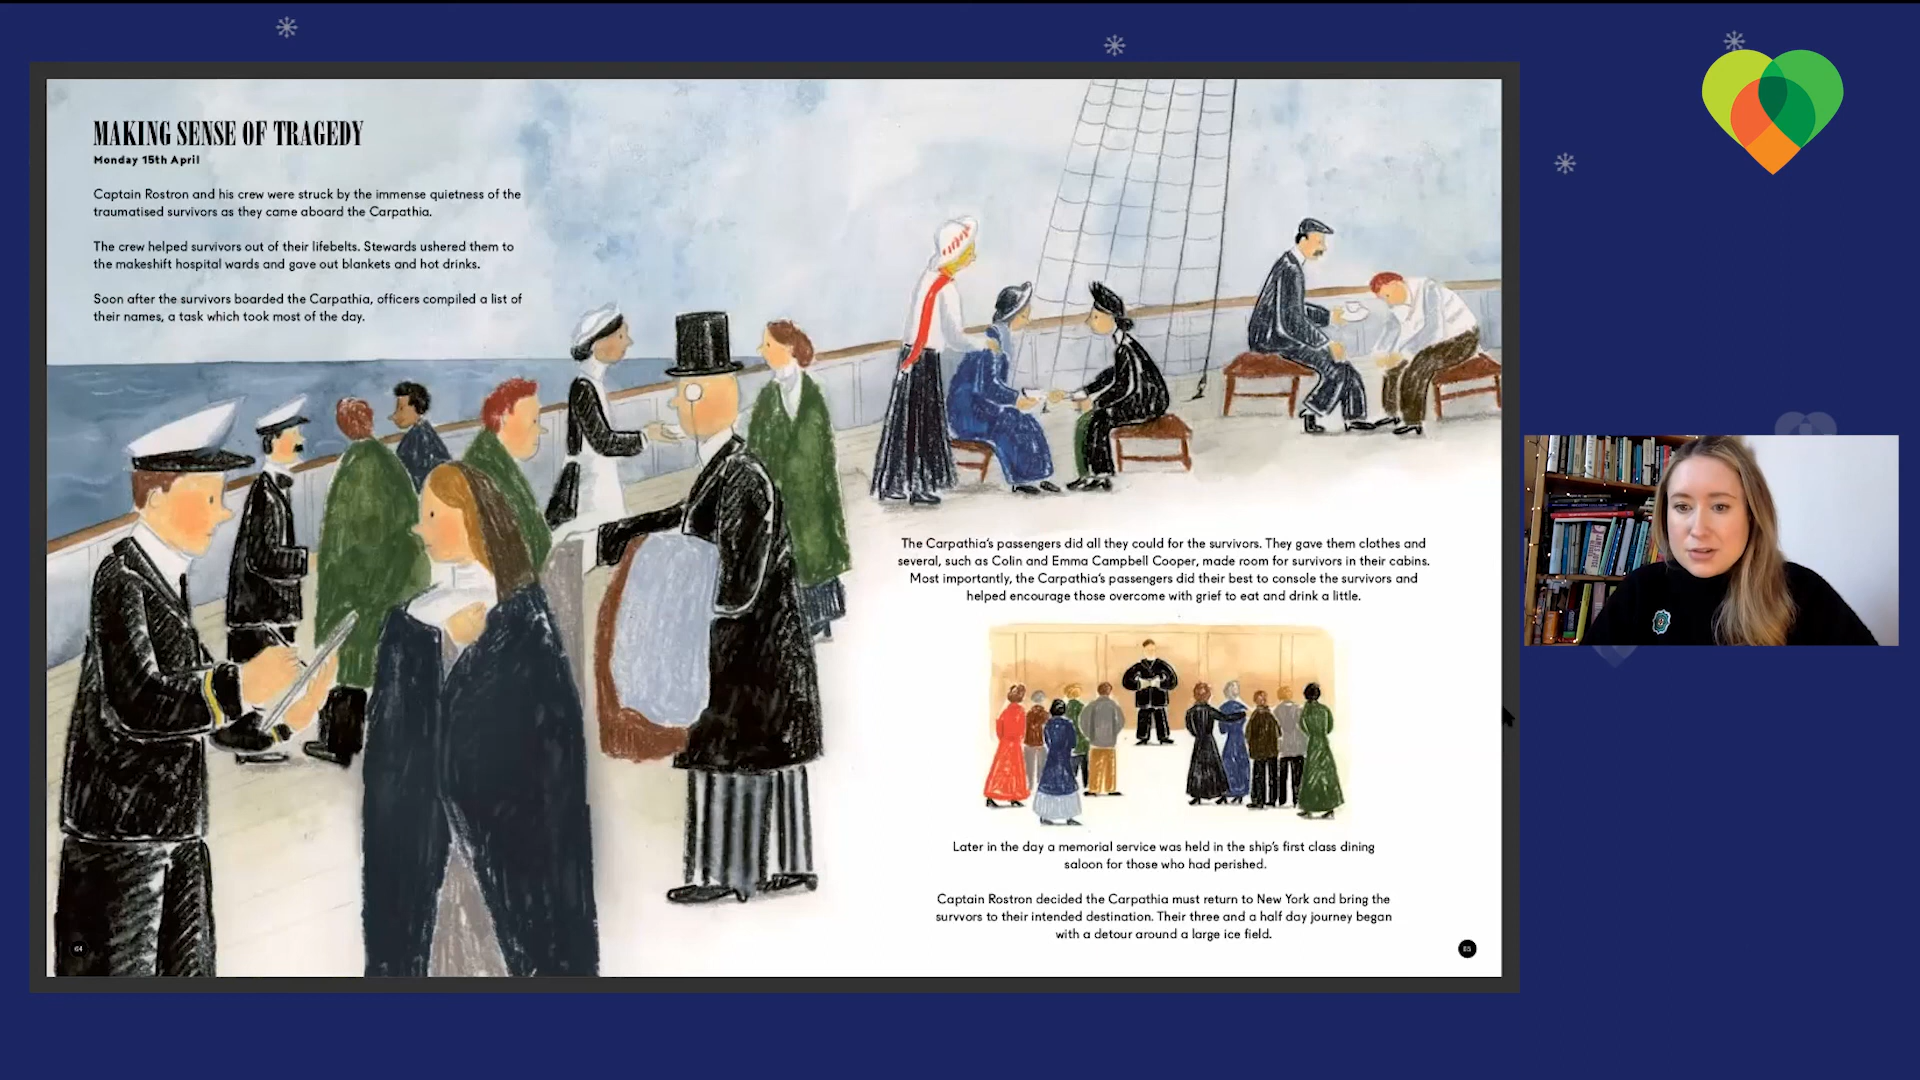 MAKING SENSE OF TRAGEDY
Monday 15th April
Captain Rostron and his crew were struck by the immense quietness of the
traumatised survivors as they came aboard the Carpathia.
The crew helped survivors out of their lifebelts. Stewards ushered them to
the makeshift hospital wards and gave out blankets and hot drinks.
Soon after the survivors boarded the Carpathia, officers compiled a list of
their names, a task which took most of the day.
The Carpathia's passengers did all they could for the survivors. They gave them clothes and
several, such as Colin and Emma Campbell Cooper, made room for survivors in their cabins.
Most importantly, the Carpathia's passengers did their best to console the survivors and
helped encourage those overcome with grief to eat and drink a little.
Later in the day a memorial service was held in the ship's first class dining
saloon for those who had perished.
Captain Rostron decided the Carpathia must return to New York and bring the
survvors to their intended destination. Their three and a half day journey began
with a detour around a large ice field.